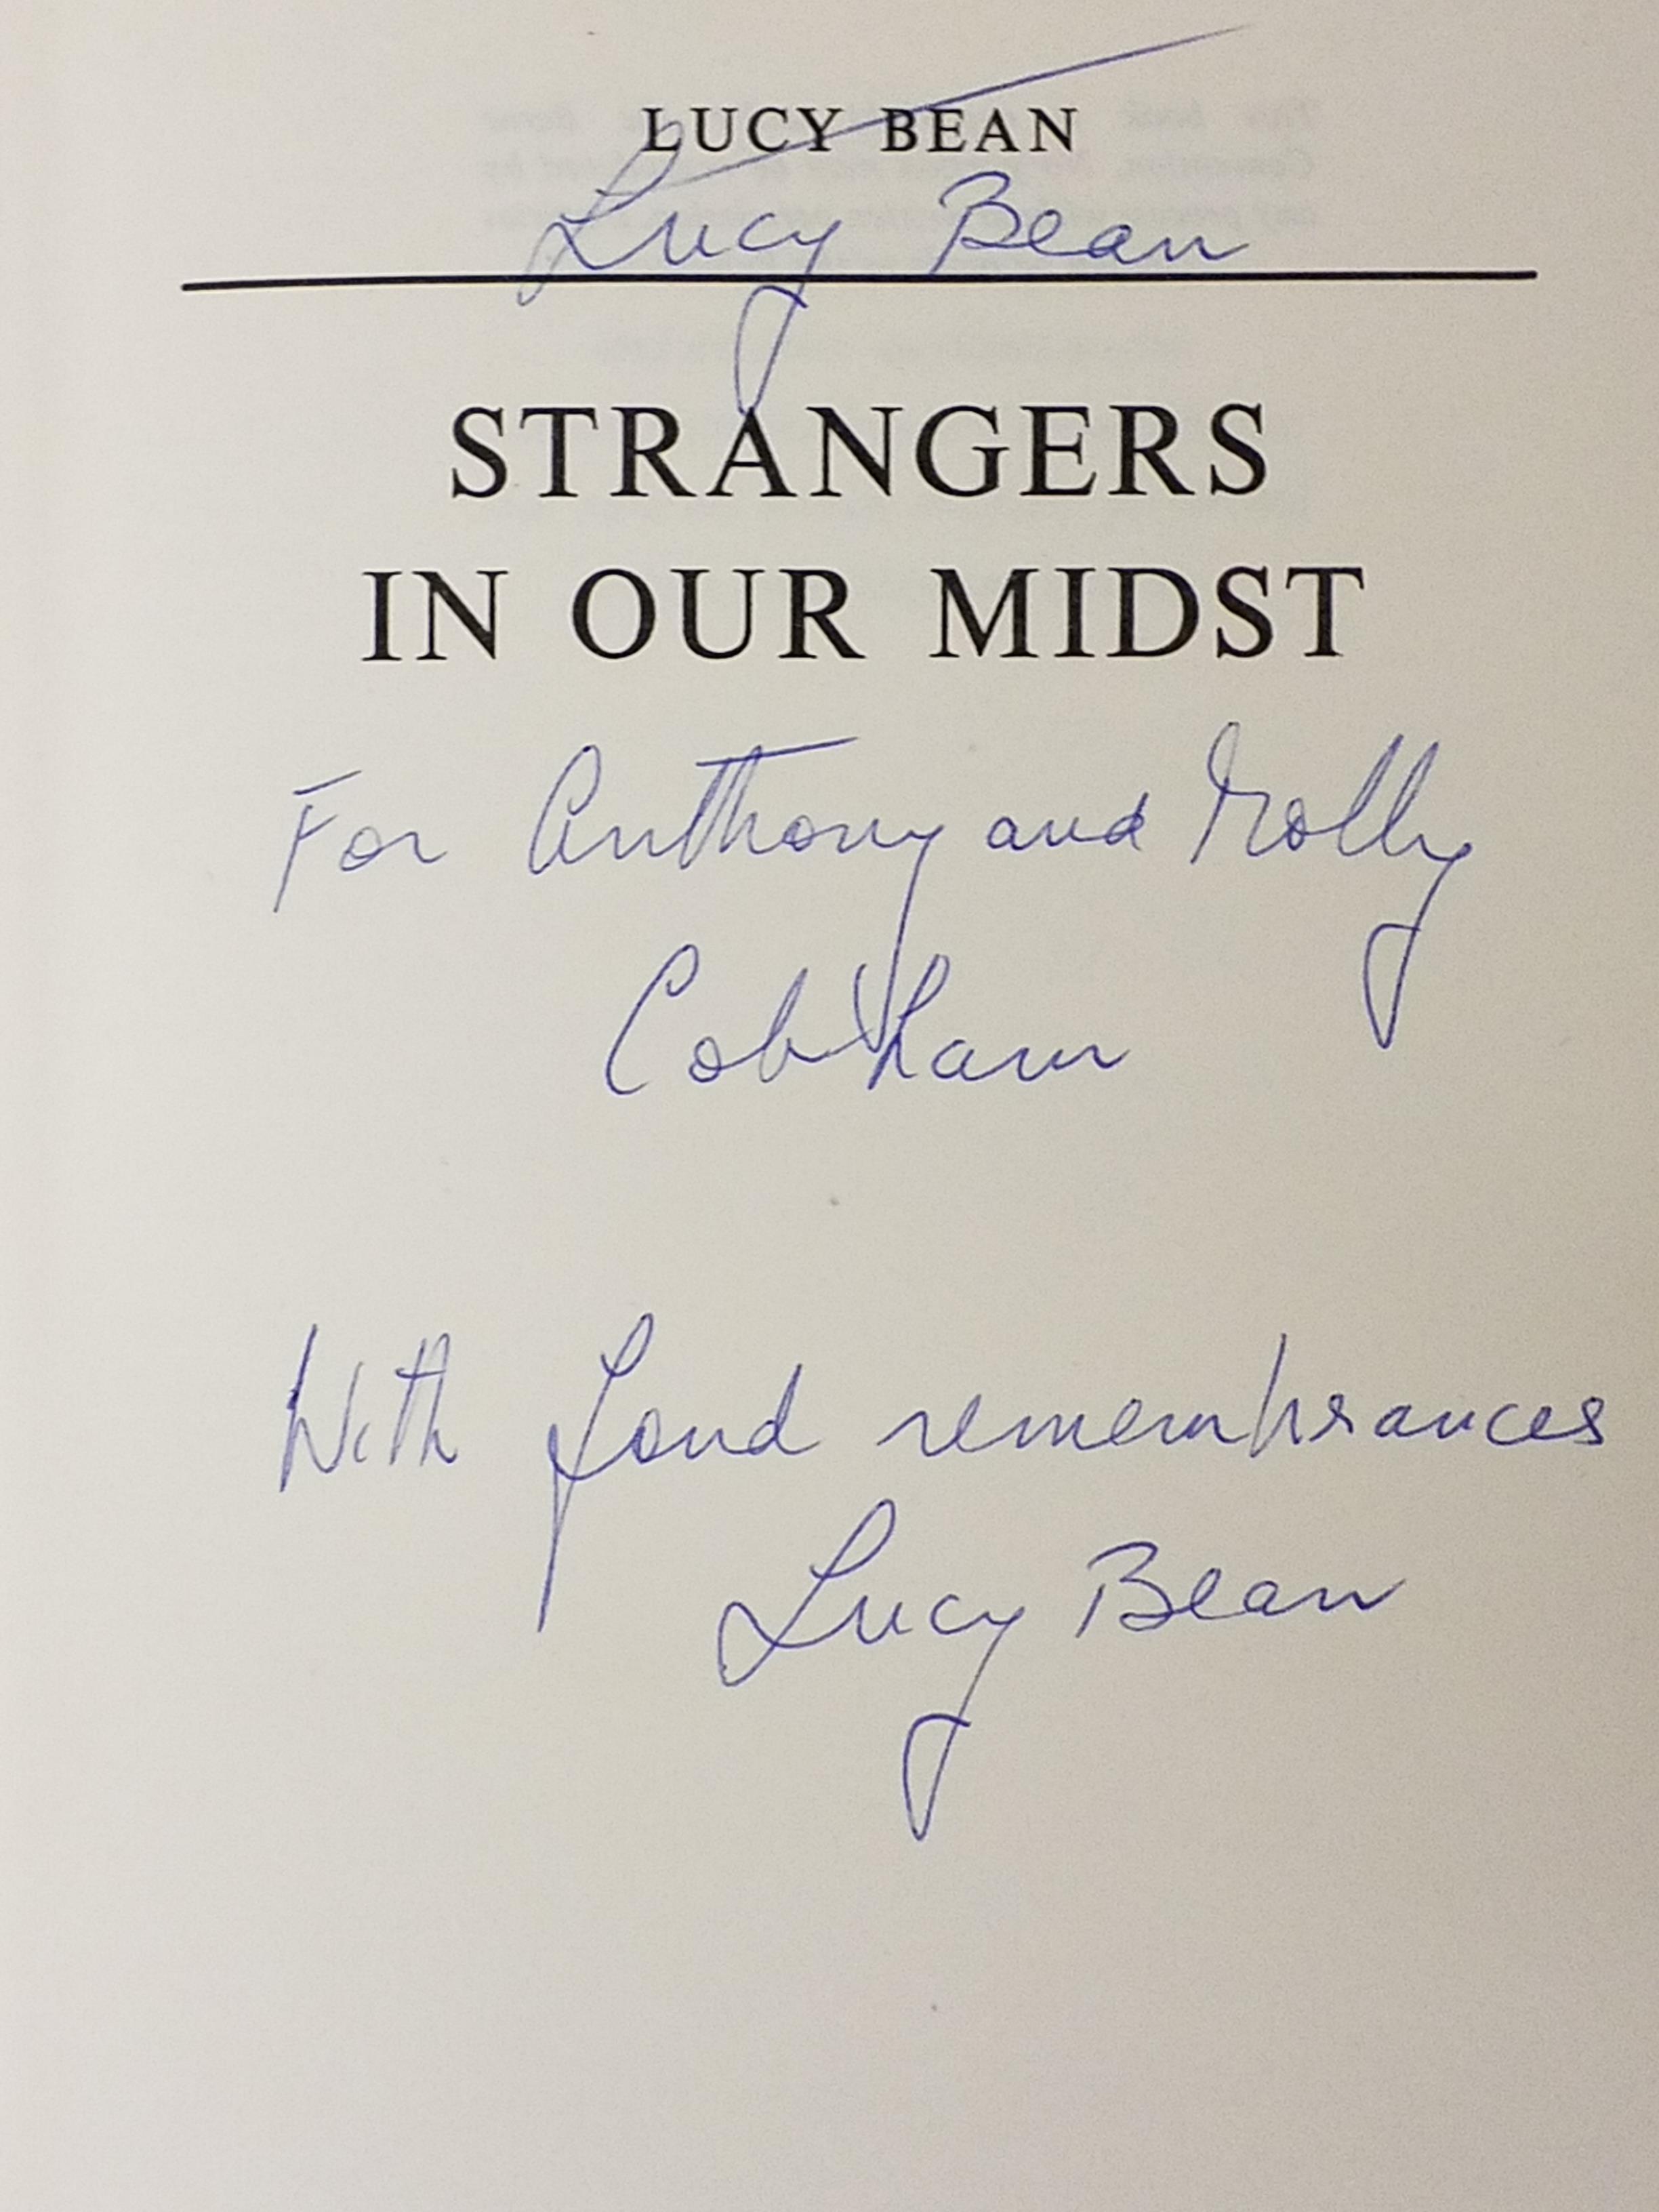 LUCY BEAN
Lucy Bean
STRANGERS
IN OUR MIDST
For Anthony and Molly
Cobham
With fond remembrances
Lucy Bean